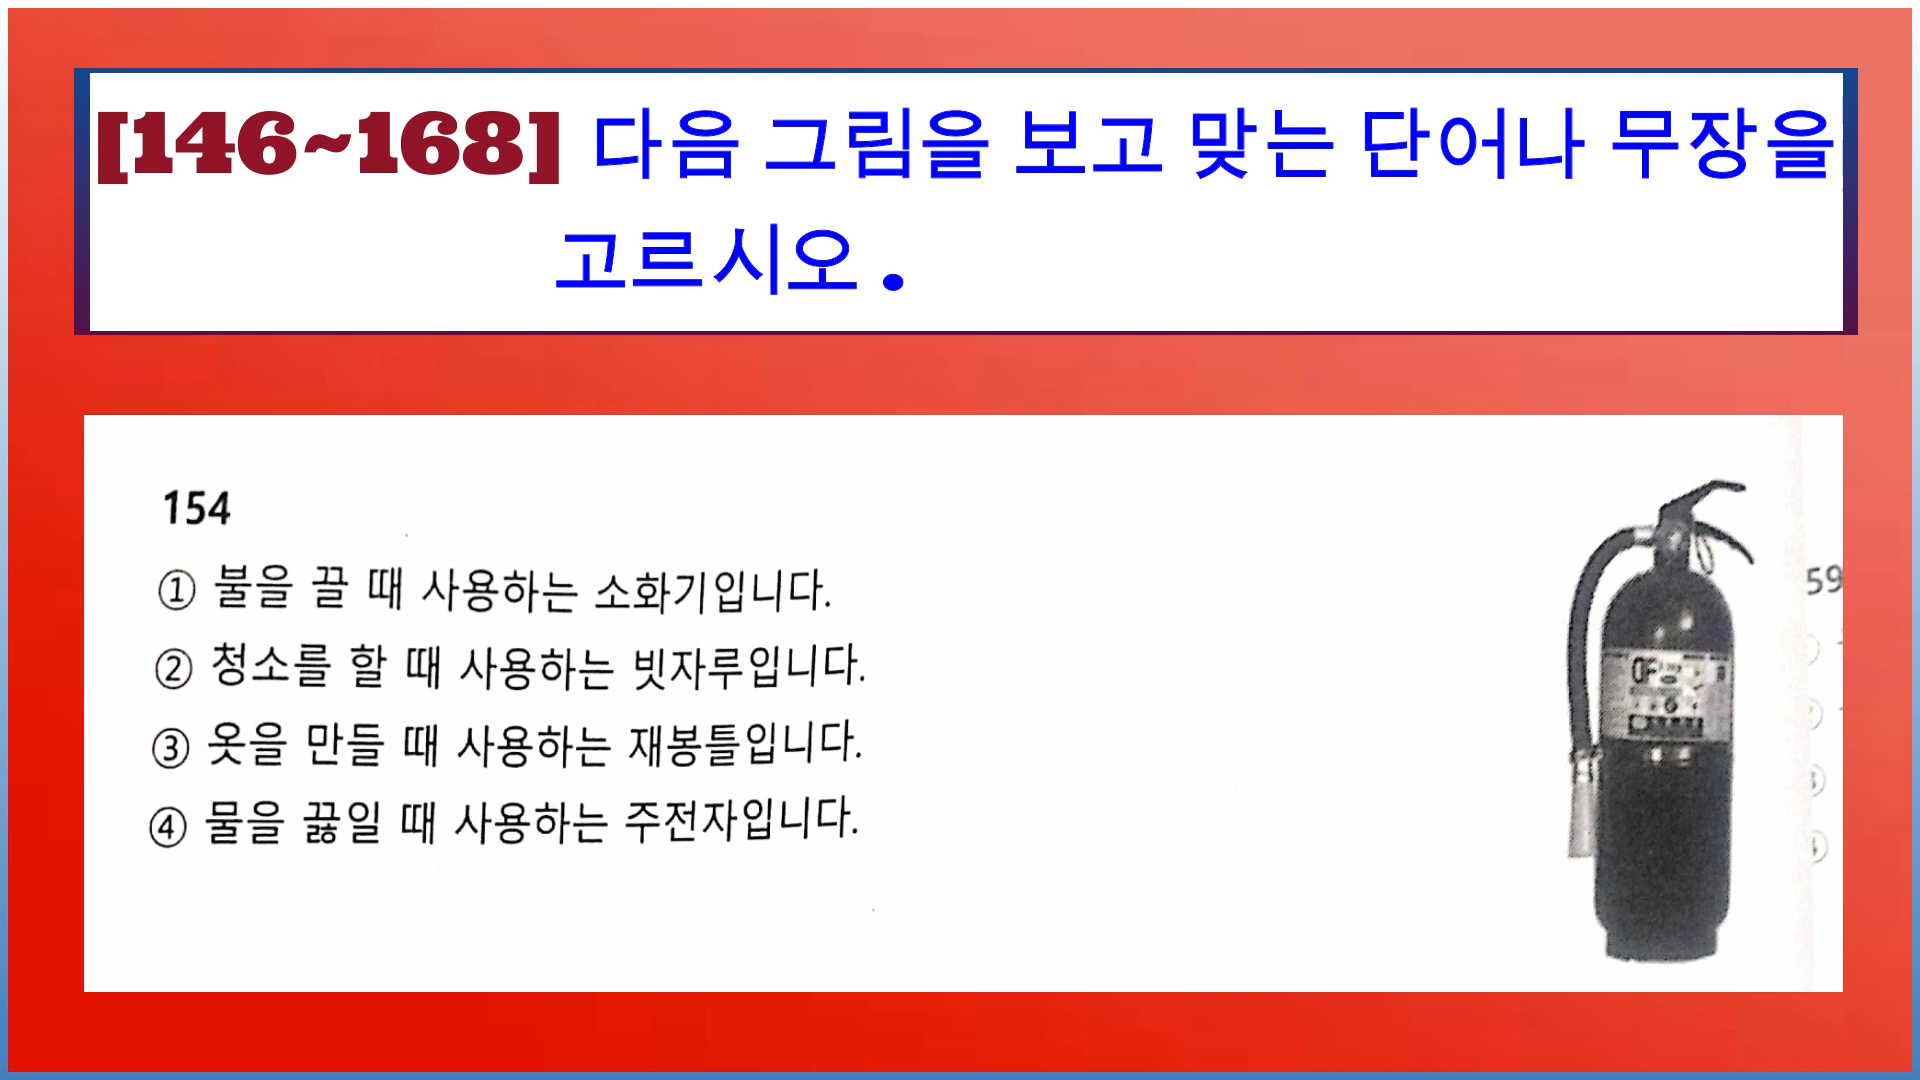 [146~168] 다음 그림을 보고 맞는 단어나 무장을
고르시오.
154
① 불을 끌 때 사용하는 소화기입니다.
② 청소를 할 때 사용하는 빗자루입니다.
③ 옷을 만들 때 사용하는 재봉틀입니다.
④ 물을 끓일 때 사용하는 주전자입니다.
59